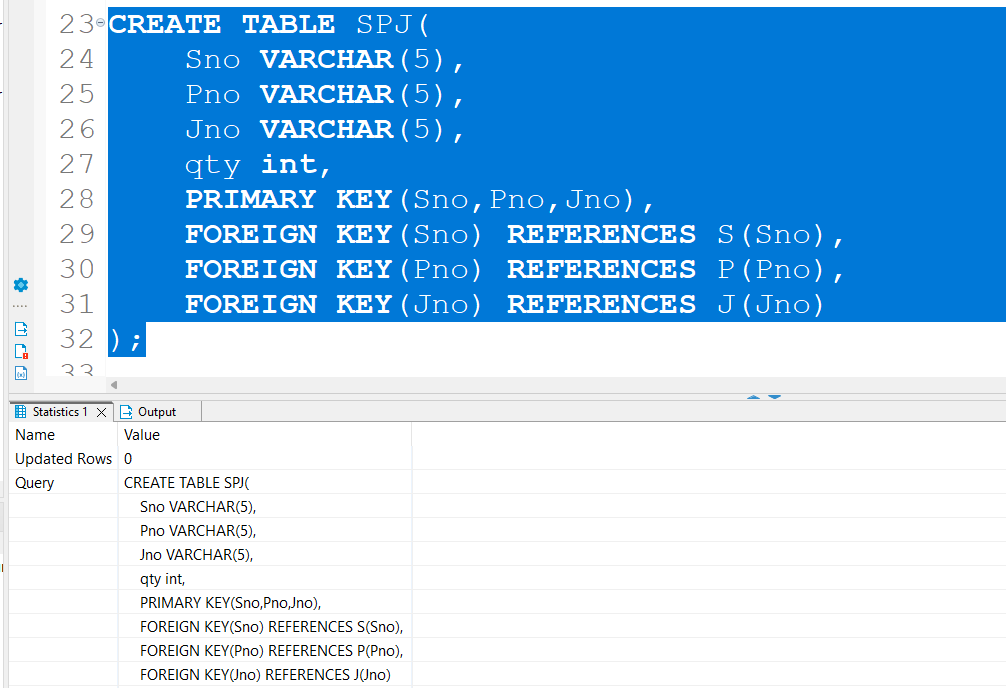 23 CREATE TABLE SPJ(
24 Sno VARCHAR(5),
25 Pno VARCHAR(5),
26 Jno VARCHAR(5),
27 qty int,
28 PRIMARY KEY(Sno,Pno,Jno),
29 FOREIGN KEY(Sno) REFERENCES S(Sno),
30 FOREIGN KEY(Pno) REFERENCES P(Pno),
31 FOREIGN KEY(Jno) REFERENCES J(Jno)
32 );
33
Statistics 1 Output
Name Value
Updated Rows 0
Query CREATE TABLE SPJ(
Sno VARCHAR(5),
Pno VARCHAR(5),
Jno VARCHAR(5),
qty int,
PRIMARY KEY(Sno,Pno,Jno),
FOREIGN KEY(Sno) REFERENCES S(Sno),
FOREIGN KEY(Pno) REFERENCES P(Pno),
FOREIGN KEY(Jno) REFERENCES J(Jno)